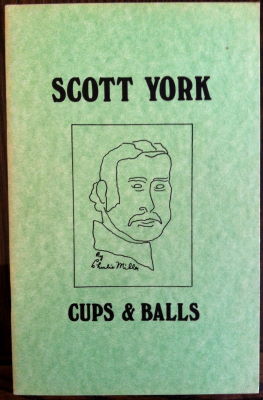 SCOTT YORK
By
Charlie Miller
CUPS & BALLS